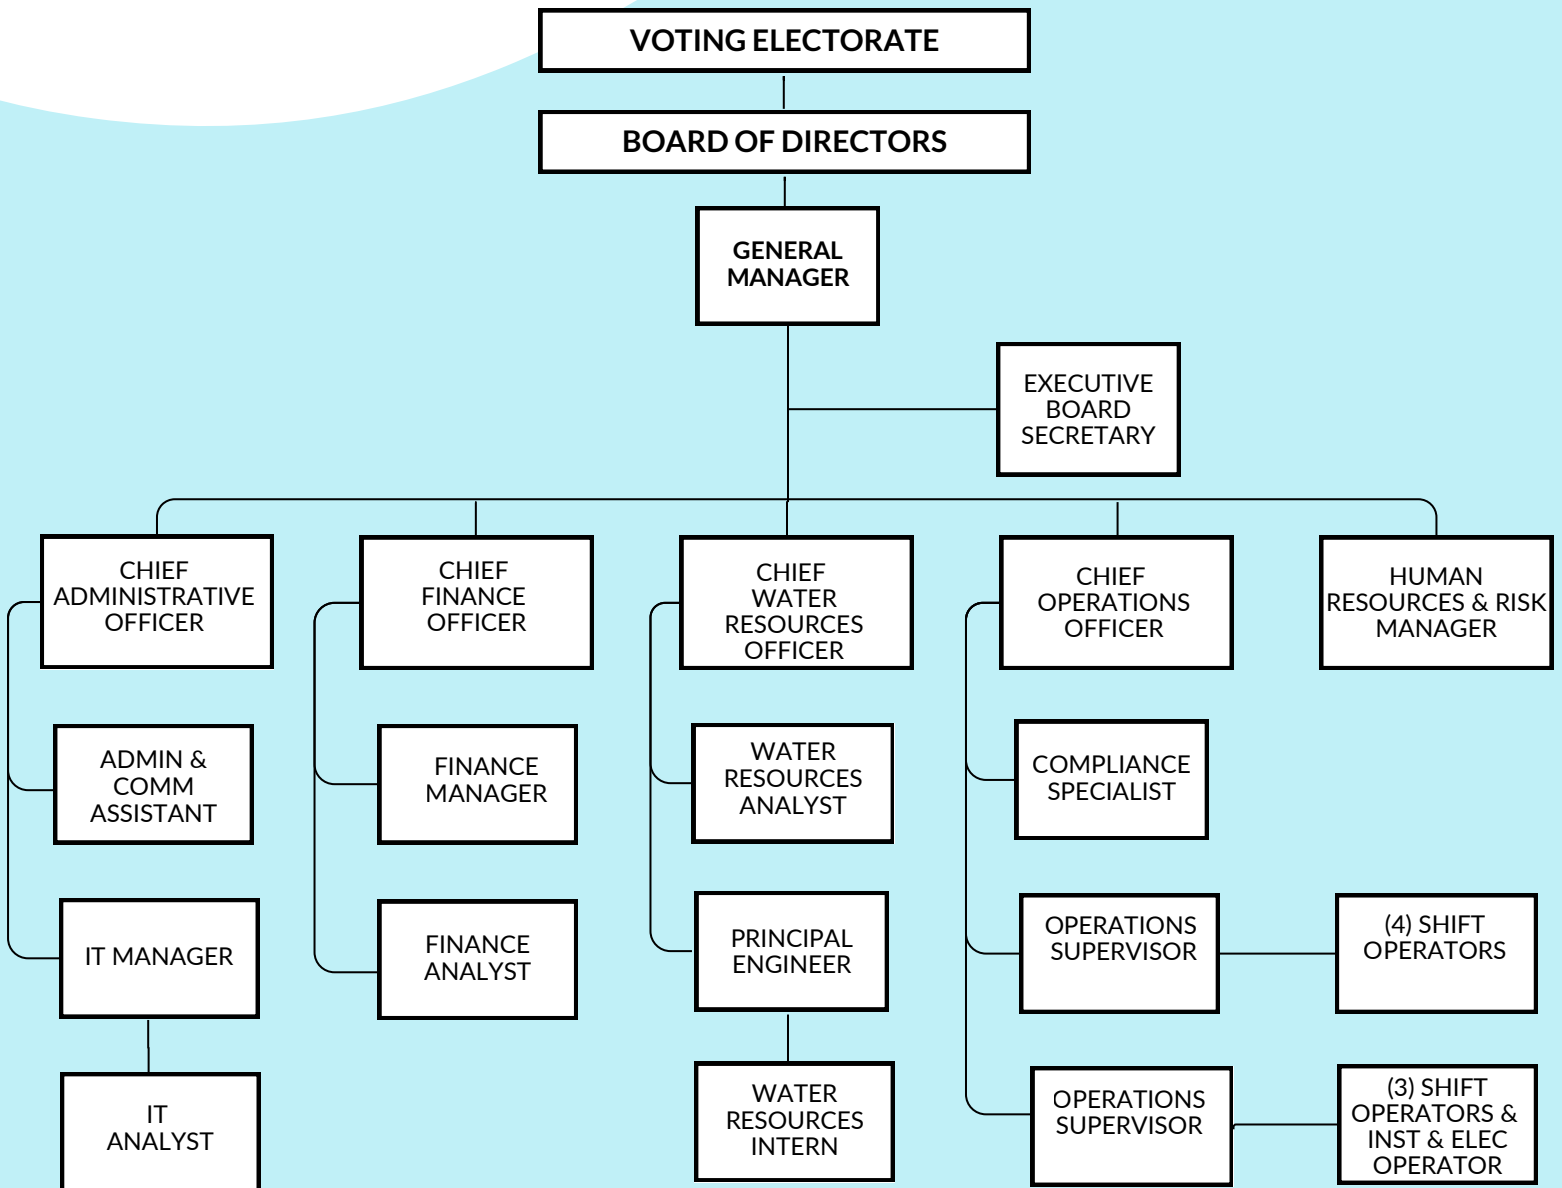 VOTING ELECTORATE
BOARD OF DIRECTORS
GENERAL
MANAGER
EXECUTIVE
BOARD
SECRETARY
CHIEF
ADMINISTRATIVE
OFFICER
CHIEF
FINANCE
OFFICER
CHIEF
WATER
RESOURCES
OFFICER
CHIEF
OPERATIONS
OFFICER
HUMAN
RESOURCES & RISK
MANAGER
ADMIN &
COMM
ASSISTANT
FINANCE
MANAGER
WATER
RESOURCES
ANALYST
COMPLIANCE
SPECIALIST
IT MANAGER
FINANCE
ANALYST
PRINCIPAL
ENGINEER
OPERATIONS
SUPERVISOR
(4) SHIFT
OPERATORS
IT
ANALYST
WATER
RESOURCES
INTERN
OPERATIONS
SUPERVISOR
(3) SHIFT
OPERATORS &
INST & ELEC
OPERATOR